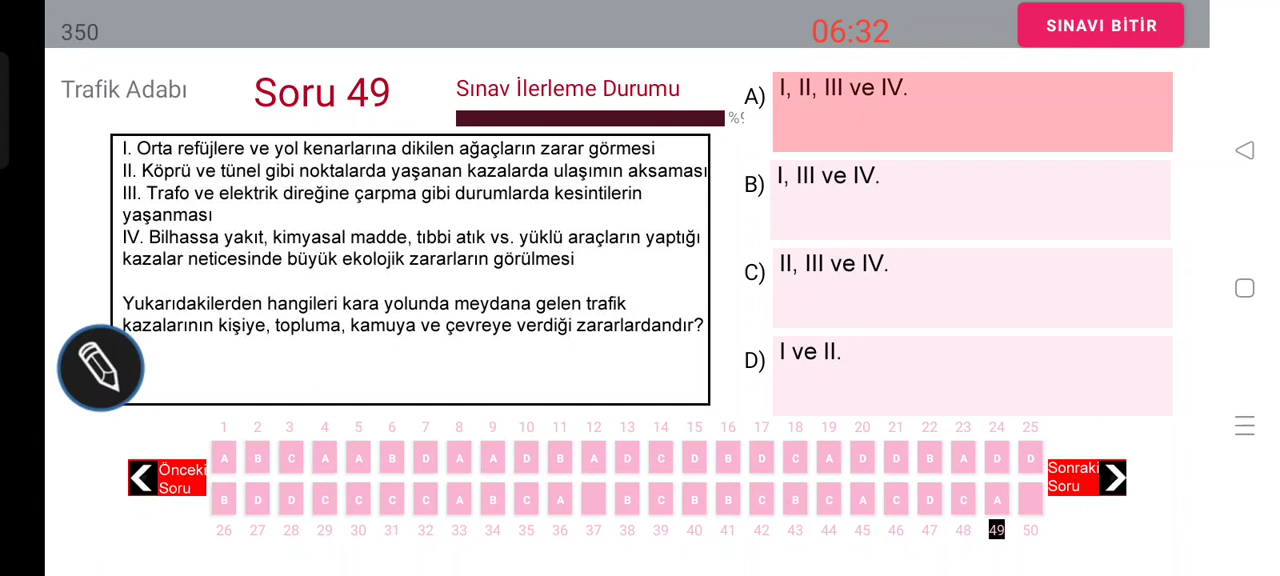 350
06:32
SINAVI BİTİR
Trafik Adabı
Soru 49
Sınav İlerleme Durumu
I. Orta refüjlere ve yol kenarlarına dikilen ağaçların zarar görmesi
II. Köprü ve tünel gibi noktalarda yaşanan kazalarda ulaşımın aksaması
III. Trafo ve elektrik direğine çarpma gibi durumlarda kesintilerin
yaşanması
IV. Bilhassa yakıt, kimyasal madde, tıbbi atık vs. yüklü araçların yaptığı
kazalar neticesinde büyük ekolojik zararların görülmesi
Yukarıdakilerden hangileri kara yolunda meydana gelen trafik
kazalarının kişiye, topluma, kamuya ve çevreye verdiği zararlardandır?
A) I, II, III ve IV.
B) I, III ve IV.
C) II, III ve IV.
D) I ve II.
Önceki
Soru
1 2 3 4 5 6 7 8 9 10 11 12 13 14 15 16 17 18 19 20 21 22 23 24 25
A B C A A B D A A D B A D C D B D C A D D B A D D
B D D C C C C A B C A B C B B C B C A C D C A
26 27 28 29 30 31 32 33 34 35 36 37 38 39 40 41 42 43 44 45 46 47 48 49 50
Sonraki
Soru